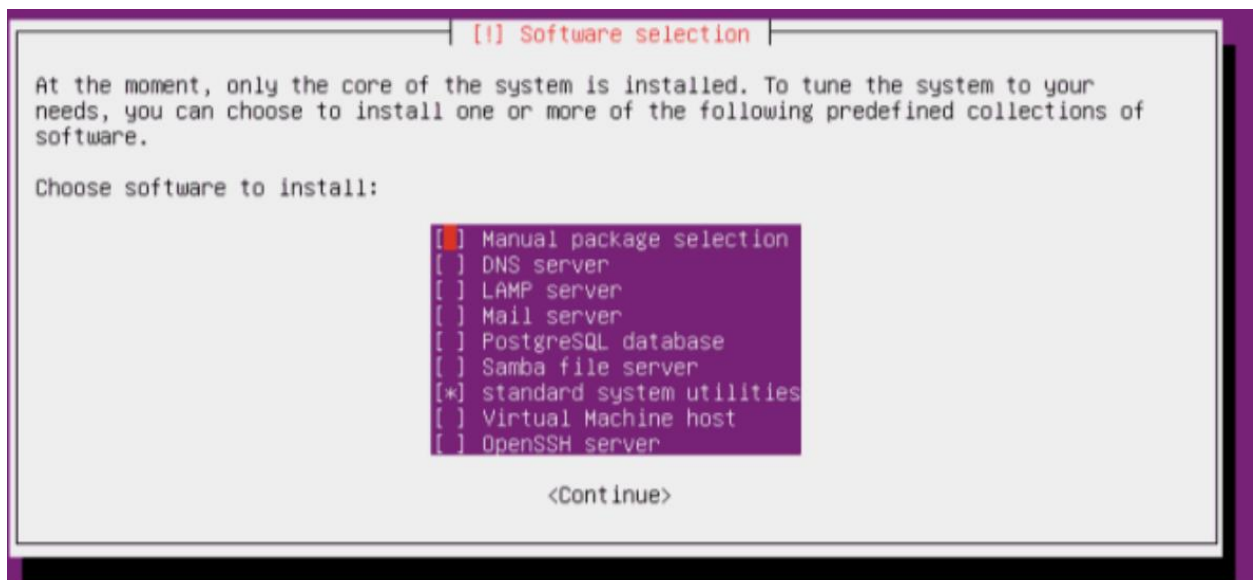 [!] Software selection
At the moment, only the core of the system is installed. To tune the system to your
needs, you can choose to install one or more of the following predefined collections of
software.
Choose software to install:
[ ] Manual package selection
[ ] DNS server
[ ] LAMP server
[ ] Mail server
[ ] PostgreSQL database
[ ] Samba file server
[*] standard system utilities
[ ] Virtual Machine host
[ ] OpenSSH server
<Continue>